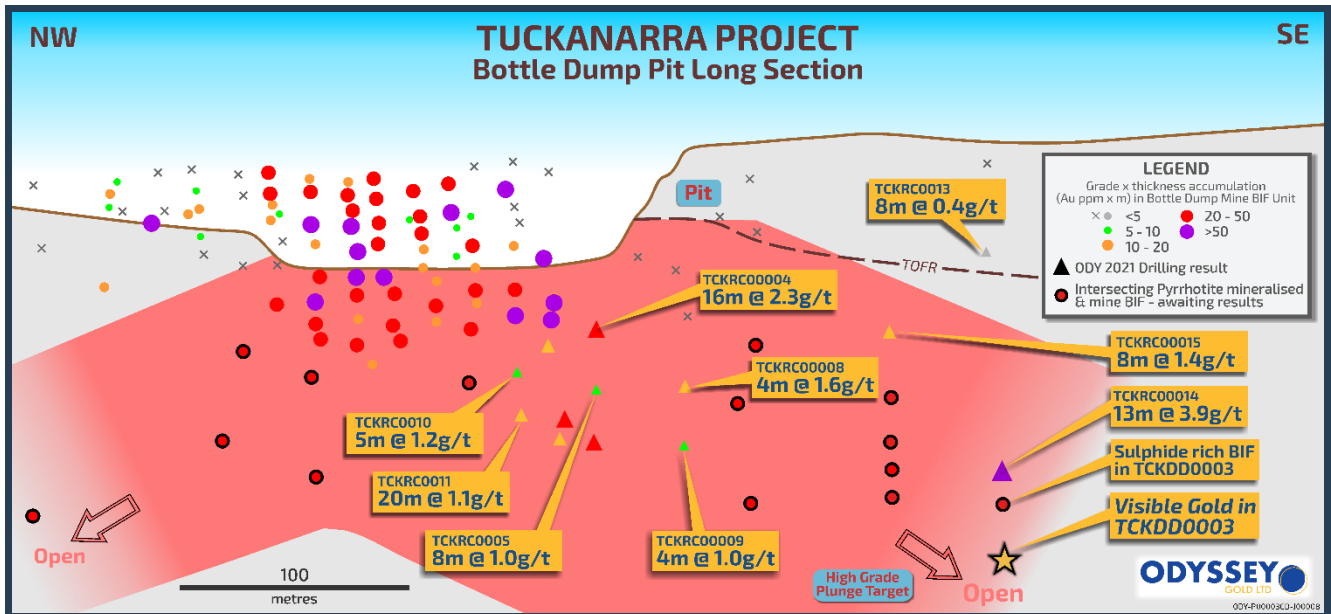 NW
TUCKANARRA PROJECT
Bottle Dump Pit Long Section
SE
Pit
TCKRC0013
8m @ 0.4g/t
LEGEND
Grade x thickness accumulation
(Au ppm x m) in Bottle Dump Mine BIF Unit
<5
20 - 50
5 - 10
>50
10 - 20
ODY 2021 Drilling result
Intersecting Pyrrhotite mineralised
& mine BIF - awaiting results
TOFR
TCKRC00004
16m @ 2.3g/t
TCKRC00015
8m @ 1.4g/t
TCKRC00008
4m @ 1.6g/t
TCKRC00014
13m @ 3.9g/t
TCKRC0010
5m @ 1.2g/t
Sulphide rich BIF
in TCKDD0003
TCKRC0011
20m @ 1.1g/t
Visible Gold in
TCKDD0003
TCKRC0005
8m @ 1.0g/t
TCKRC00009
4m @ 1.0g/t
Open
100
metres
High Grade
Plunge Target
Open
ODYSSEY
GOLD LTD